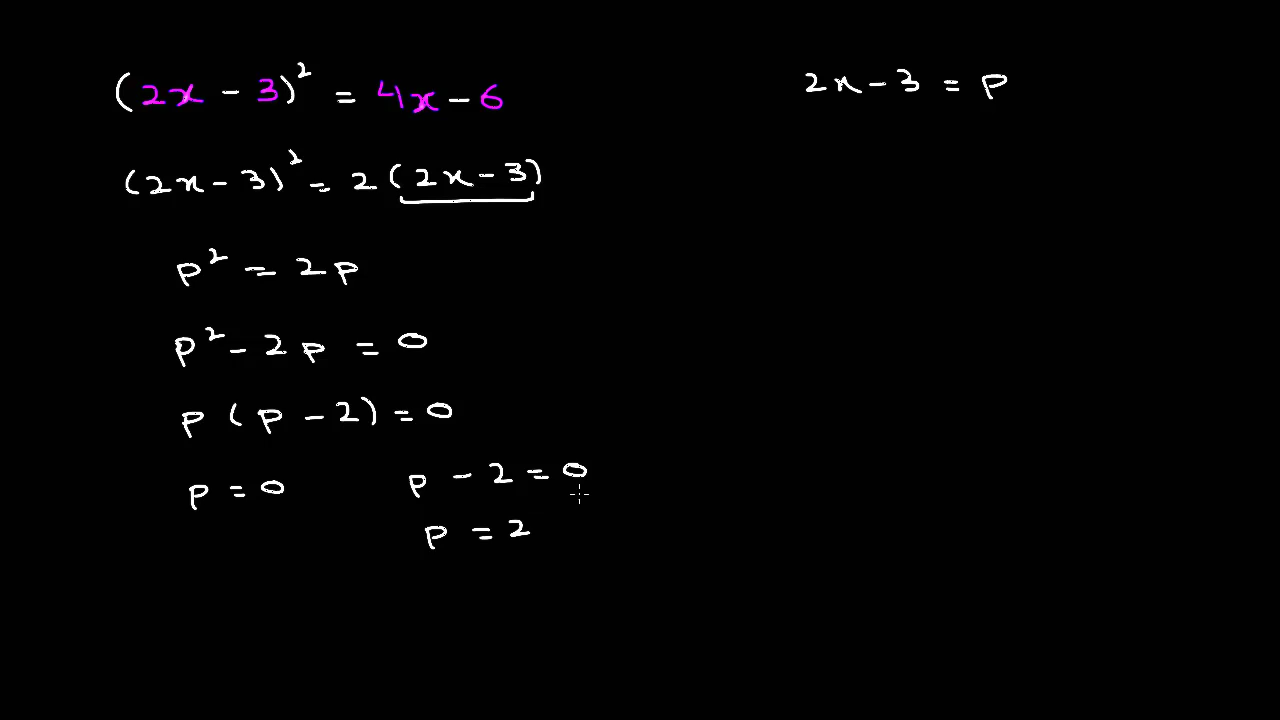 (2x - 3)² = 4x - 6
2x - 3 = p
(2x - 3)² = 2 (2x - 3)
p² = 2p
p² - 2p = 0
p (p - 2) = 0
p = 0
p - 2 = 0
p = 2